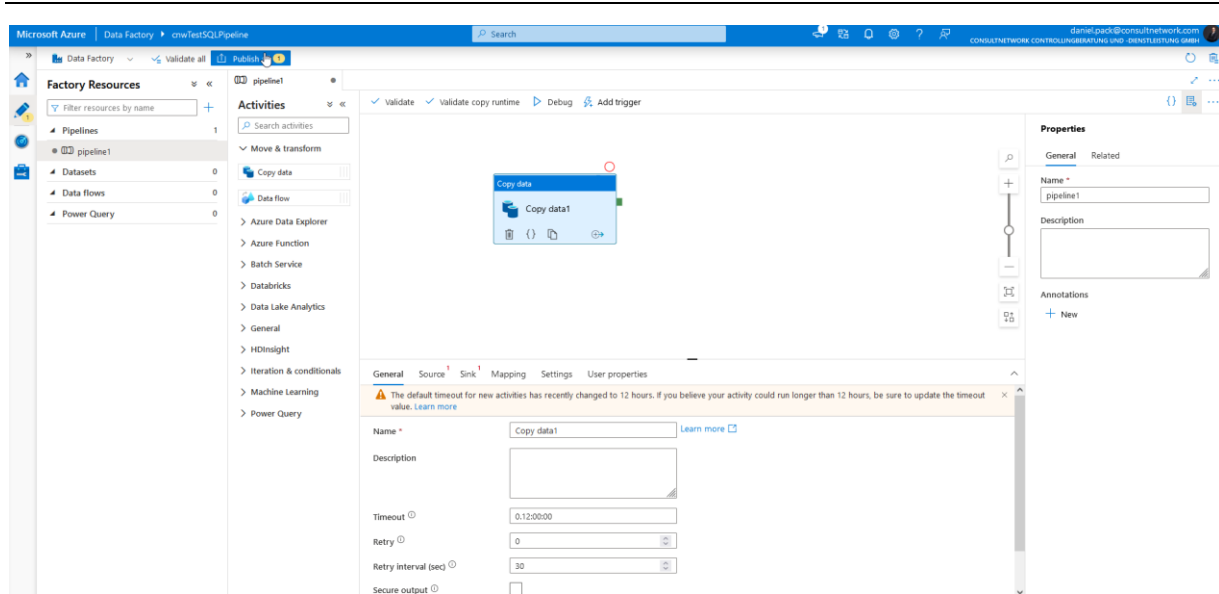 Microsoft Azure Data Factory cnwTestSQLPipeline Search 1 daniel.pack@consultnetwork.com
CONSULTNETWORK CONTROLLINGBERATUNG UND -DIENSTLEISTUNG GMBH
Data Factory Validate all Publish 1
Factory Resources
Filter resources by name
Pipelines 1
pipeline1
Datasets 0
Data flows 0
Power Query 0
pipeline1
Activities
Search activities
Move & transform
Copy data
Data flow
Azure Data Explorer
Azure Function
Batch Service
Databricks
Data Lake Analytics
General
HDInsight
Iteration & conditionals
Machine Learning
Power Query
Validate Validate copy runtime Debug Add trigger
Copy data
Copy data1
General Source 1 Sink 1 Mapping Settings User properties
The default timeout for new activities has recently changed to 12 hours. If you believe your activity could run longer than 12 hours, be sure to update the timeout
value. Learn more
Name * Copy data1 Learn more
Description
Timeout 0.12:00:00
Retry 0
Retry interval (sec) 30
Secure output
Properties
General Related
Name *
pipeline1
Description
Annotations
New